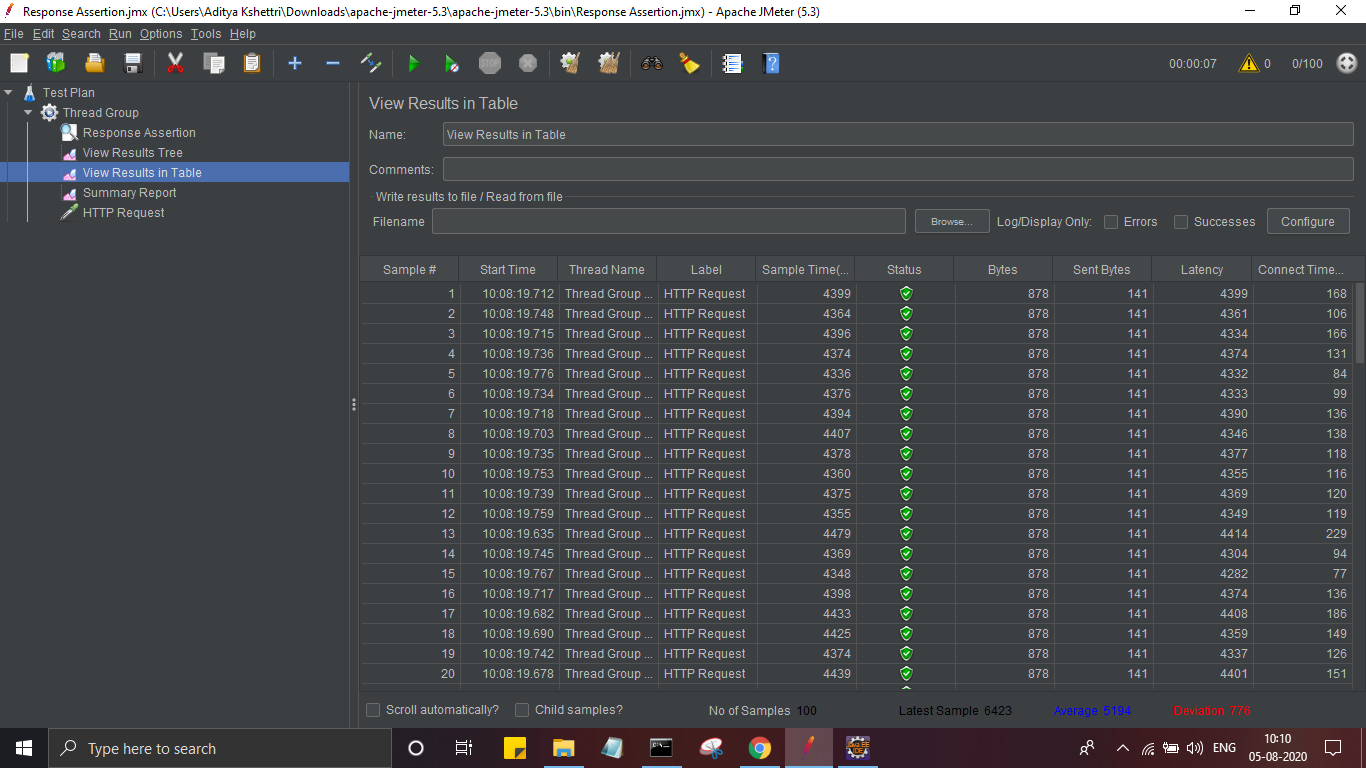 Response Assertion.jmx (C:\Users\Aditya Kshettri\Downloads\apache-jmeter-5.3\apache-jmeter-5.3\bin\Response Assertion.jmx) - Apache JMeter (5.3)
File Edit Search Run Options Tools Help
STOP 00:00:07 0 0/100
Test Plan
Thread Group
Response Assertion
View Results Tree
View Results in Table
Summary Report
HTTP Request
View Results in Table
Name: View Results in Table
Comments:
Write results to file / Read from file
Filename Browse... Log/Display Only: Errors Successes Configure
Sample # Start Time Thread Name Label Sample Time(... Status Bytes Sent Bytes Latency Connect Time...
1 10:08:19.712 Thread Group ... HTTP Request 4399 878 141 4399 168
2 10:08:19.748 Thread Group ... HTTP Request 4364 878 141 4361 106
3 10:08:19.715 Thread Group ... HTTP Request 4396 878 141 4334 166
4 10:08:19.736 Thread Group ... HTTP Request 4374 878 141 4374 131
5 10:08:19.776 Thread Group ... HTTP Request 4336 878 141 4332 84
6 10:08:19.734 Thread Group ... HTTP Request 4376 878 141 4333 99
7 10:08:19.718 Thread Group ... HTTP Request 4394 878 141 4390 136
8 10:08:19.703 Thread Group ... HTTP Request 4407 878 141 4346 138
9 10:08:19.735 Thread Group ... HTTP Request 4378 878 141 4377 118
10 10:08:19.753 Thread Group ... HTTP Request 4360 878 141 4355 116
11 10:08:19.739 Thread Group ... HTTP Request 4375 878 141 4369 120
12 10:08:19.759 Thread Group ... HTTP Request 4355 878 141 4349 119
13 10:08:19.635 Thread Group ... HTTP Request 4479 878 141 4414 229
14 10:08:19.745 Thread Group ... HTTP Request 4369 878 141 4304 94
15 10:08:19.767 Thread Group ... HTTP Request 4348 878 141 4282 77
16 10:08:19.717 Thread Group ... HTTP Request 4398 878 141 4374 136
17 10:08:19.682 Thread Group ... HTTP Request 4433 878 141 4408 186
18 10:08:19.690 Thread Group ... HTTP Request 4425 878 141 4359 149
19 10:08:19.742 Thread Group ... HTTP Request 4374 878 141 4337 126
20 10:08:19.678 Thread Group ... HTTP Request 4439 878 141 4401 151
Scroll automatically? Child samples? No of Samples 100 Latest Sample 6423 Average 5194 Deviation 776
Type here to search
ENG
10:10
05-08-2020